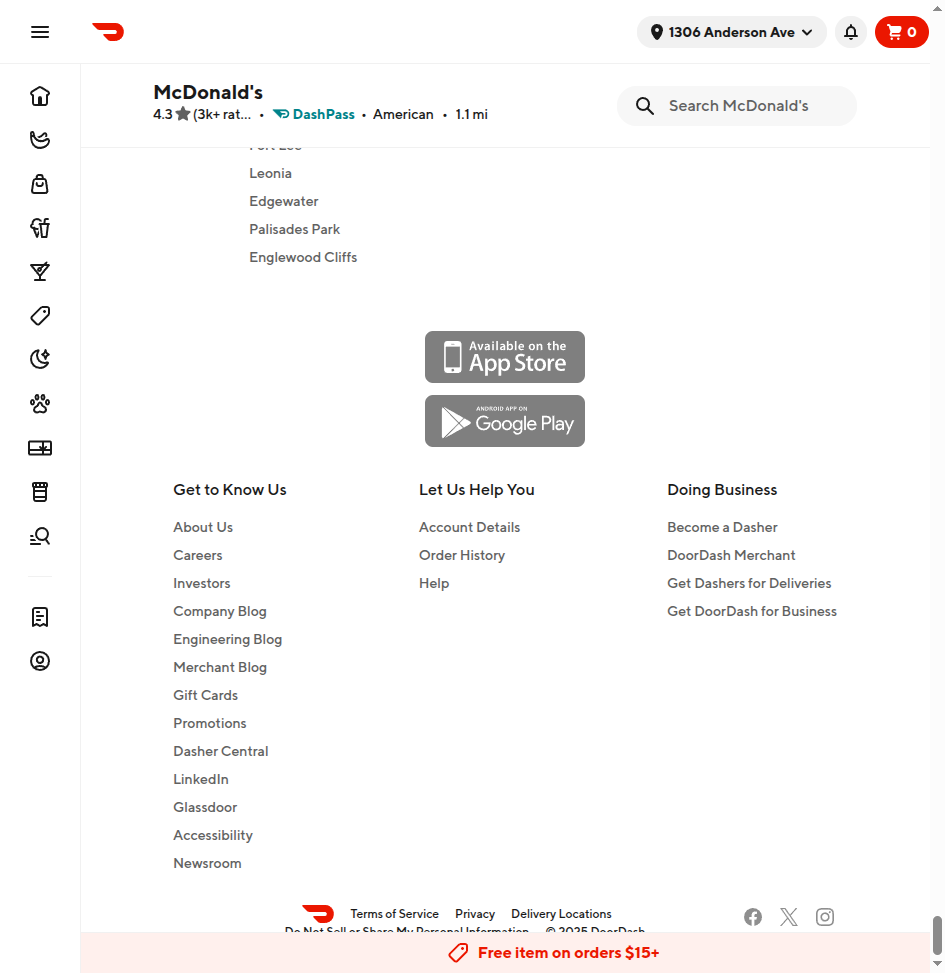 1306 Anderson Ave
0
McDonald's
4.3 (3k+ rat... • DashPass • American • 1.1 mi
Search McDonald's
Fort Lee
Leonia
Edgewater
Palisades Park
Englewood Cliffs
Available on the
App Store
ANDROID APP ON
Google Play
Get to Know Us
About Us
Careers
Investors
Company Blog
Engineering Blog
Merchant Blog
Gift Cards
Promotions
Dasher Central
LinkedIn
Glassdoor
Accessibility
Newsroom
Let Us Help You
Account Details
Order History
Help
Doing Business
Become a Dasher
DoorDash Merchant
Get Dashers for Deliveries
Get DoorDash for Business
Terms of Service Privacy Delivery Locations
Do Not Sell or Share My Personal Information © 2025 DoorDash
Free item on orders $15+